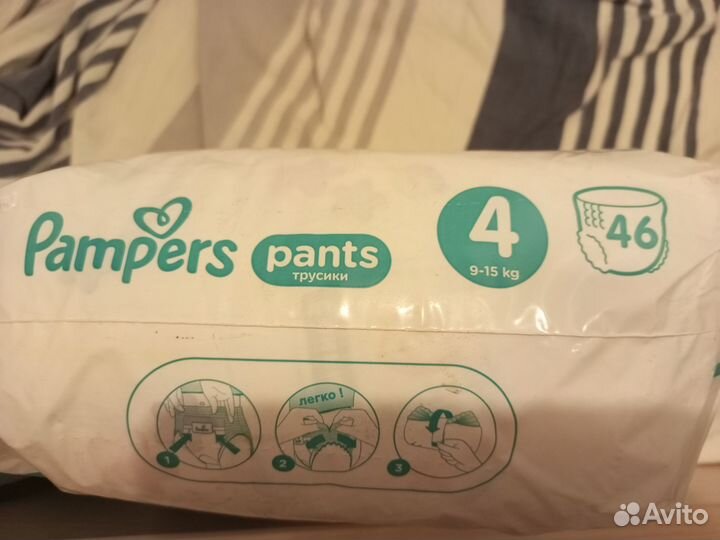 Pampers
pants
трусики
4
9-15 kg
46
легко!
1
2
3
Avito